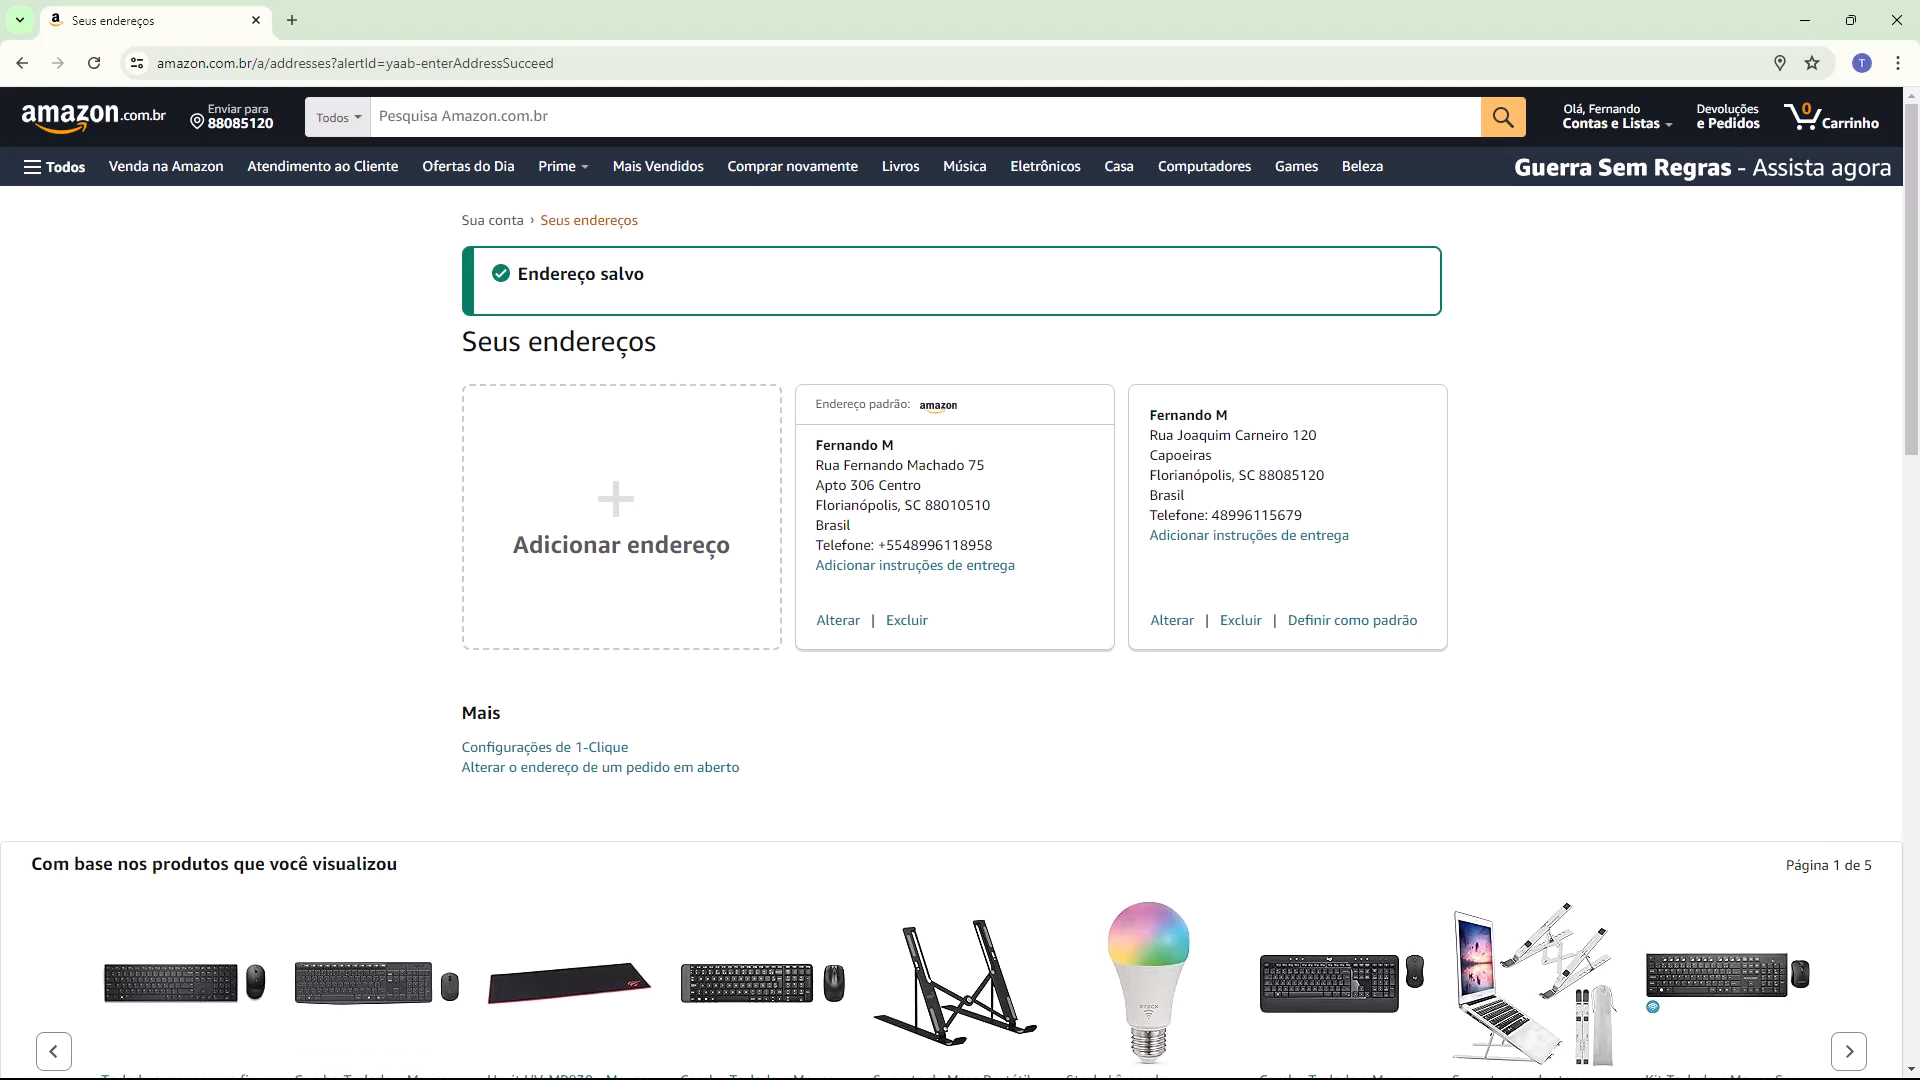 Seus endereços
amazon.com.br/a/addresses?alertId=yaab-enterAddressSucceed
T
amazon.com.br
Enviar para
88085120
Todos
Pesquisa Amazon.com.br
Olá, Fernando
Contas e Listas
Devoluções
e Pedidos
0
Carrinho
Todos
Venda na Amazon
Atendimento ao Cliente
Ofertas do Dia
Prime
Mais Vendidos
Comprar novamente
Livros
Música
Eletrônicos
Casa
Computadores
Games
Beleza
Guerra Sem Regras - Assista agora
Sua conta › Seus endereços
Endereço salvo
Seus endereços
Adicionar endereço
Endereço padrão: amazon
Fernando M
Rua Fernando Machado 75
Apto 306 Centro
Florianópolis, SC 88010510
Brasil
Telefone: +5548996118958
Adicionar instruções de entrega
Alterar | Excluir
Fernando M
Rua Joaquim Carneiro 120
Capoeiras
Florianópolis, SC 88085120
Brasil
Telefone: 48996115679
Adicionar instruções de entrega
Alterar | Excluir | Definir como padrão
Mais
Configurações de 1-Clique
Alterar o endereço de um pedido em aberto
Com base nos produtos que você visualizou
Página 1 de 5
STECK